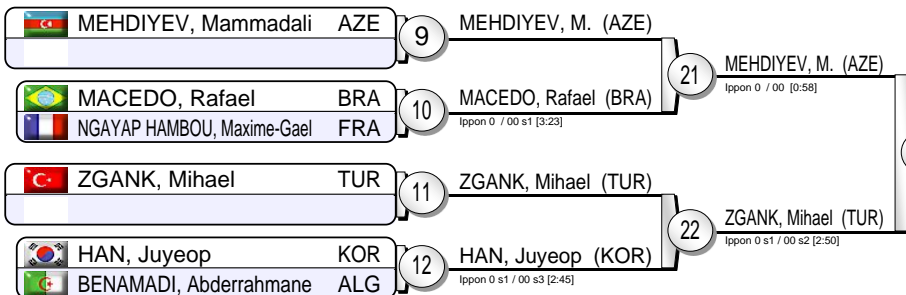 MEHDIYEV, Mammadali AZE
9
MEHDIYEV, M. (AZE)
21
MEHDIYEV, M. (AZE)
Ippon 0 / 00 [0:58]
MACEDO, Rafael BRA
NGAYAP HAMBOU, Maxime-Gael FRA
10
MACEDO, Rafael (BRA)
Ippon 0 / 00 s1 [3:23]
ZGANK, Mihael TUR
11
ZGANK, Mihael (TUR)
22
ZGANK, Mihael (TUR)
Ippon 0 s1 / 00 s2 [2:50]
HAN, Juyeop KOR
BENAMADI, Abderrahmane ALG
12
HAN, Juyeop (KOR)
Ippon 0 s1 / 00 s3 [2:45]